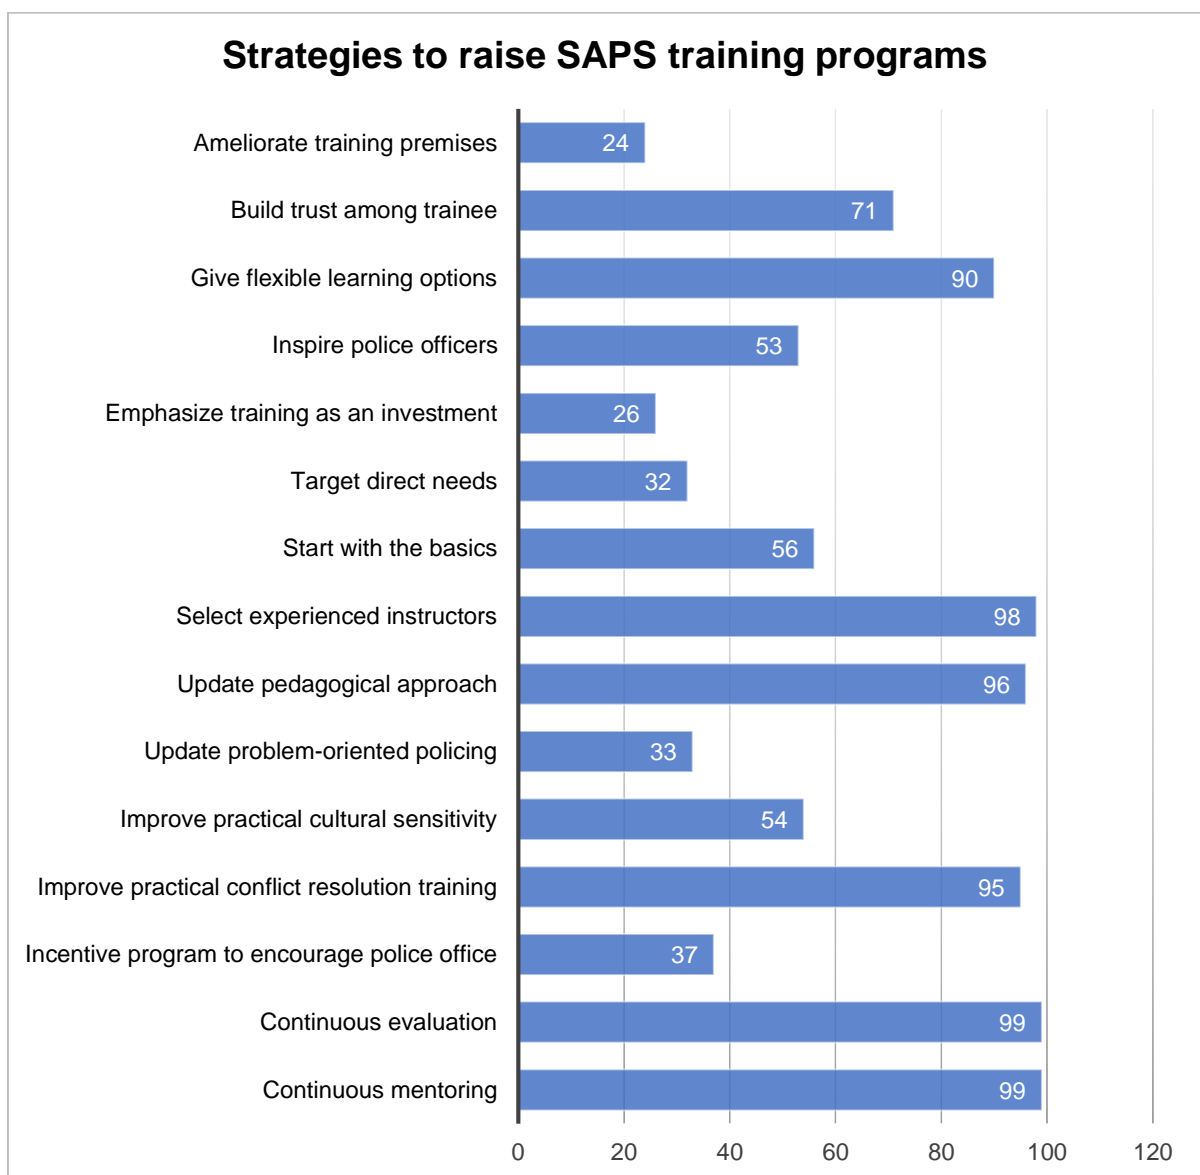 Strategies to raise SAPS training programs
Ameliorate training premises 24
Build trust among trainee 71
Give flexible learning options 90
Inspire police officers 53
Emphasize training as an investment 26
Target direct needs 32
Start with the basics 56
Select experienced instructors 98
Update pedagogical approach 96
Update problem-oriented policing 33
Improve practical cultural sensitivity 54
Improve practical conflict resolution training 95
Incentive program to encourage police office 37
Continuous evaluation 99
Continuous mentoring 99
0 20 40 60 80 100 120